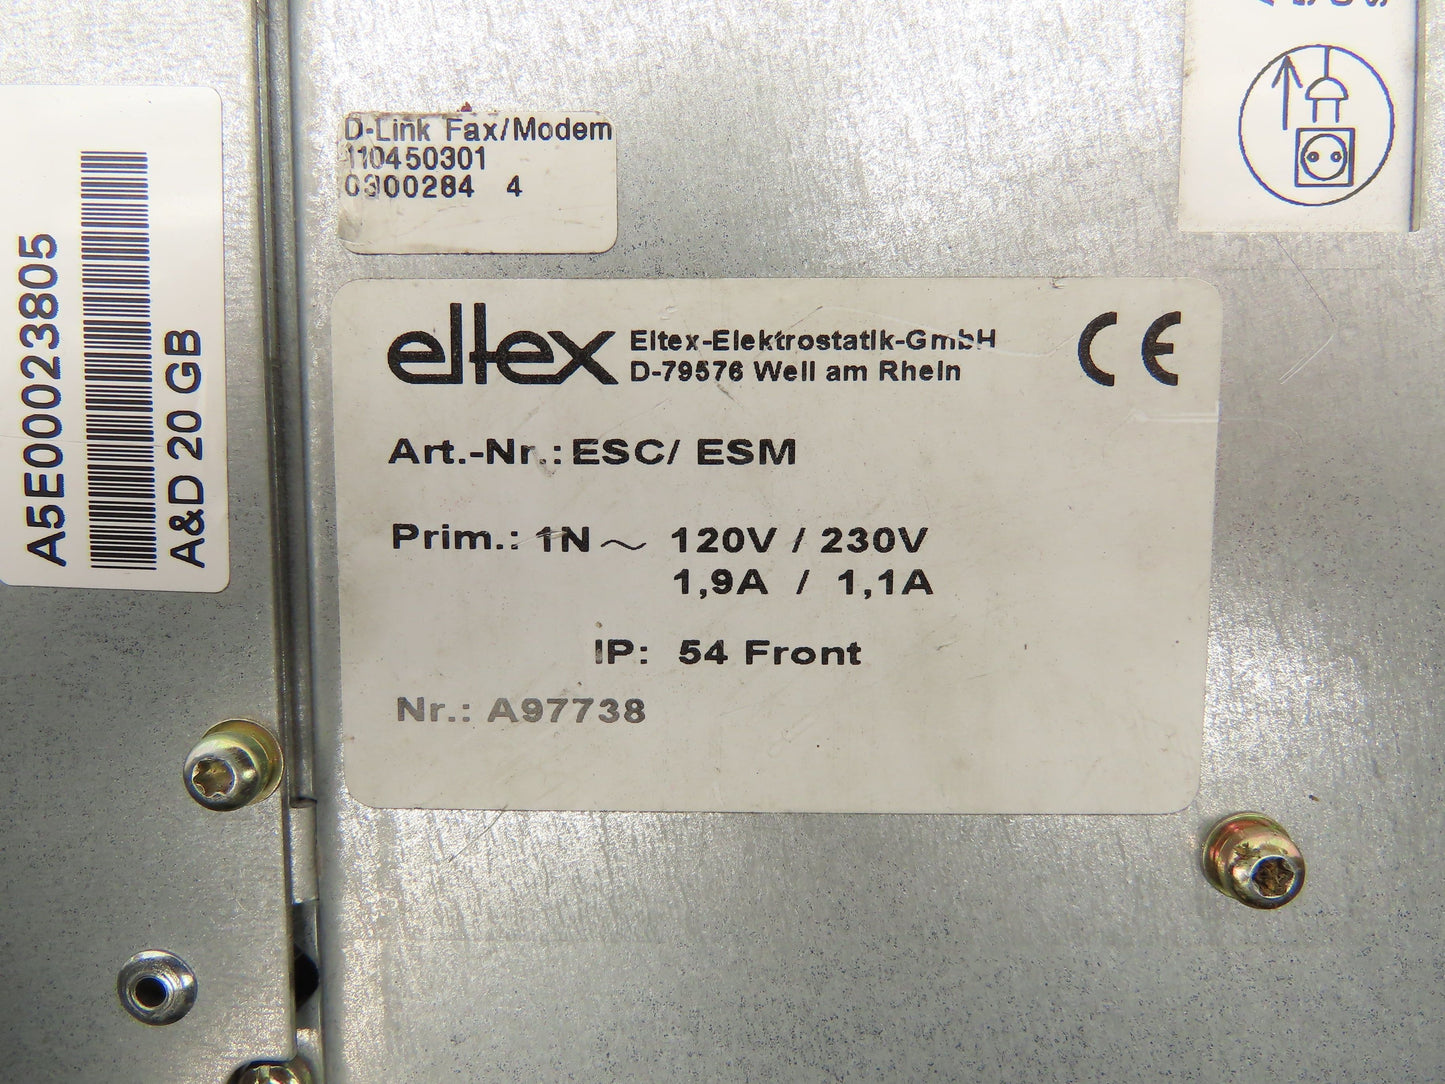 A5E00023805
A&D 20 GB
D-Link Fax/Modem
110450301
0300284 4
eltex
Eltex-Elektrostatik-GmbH
D-79576 Weil am Rhein
CE
Art.-Nr.: ESC/ ESM
Prim.: 1N ~ 120V / 230V
1,9A / 1,1A
IP: 54 Front
Nr.: A97738